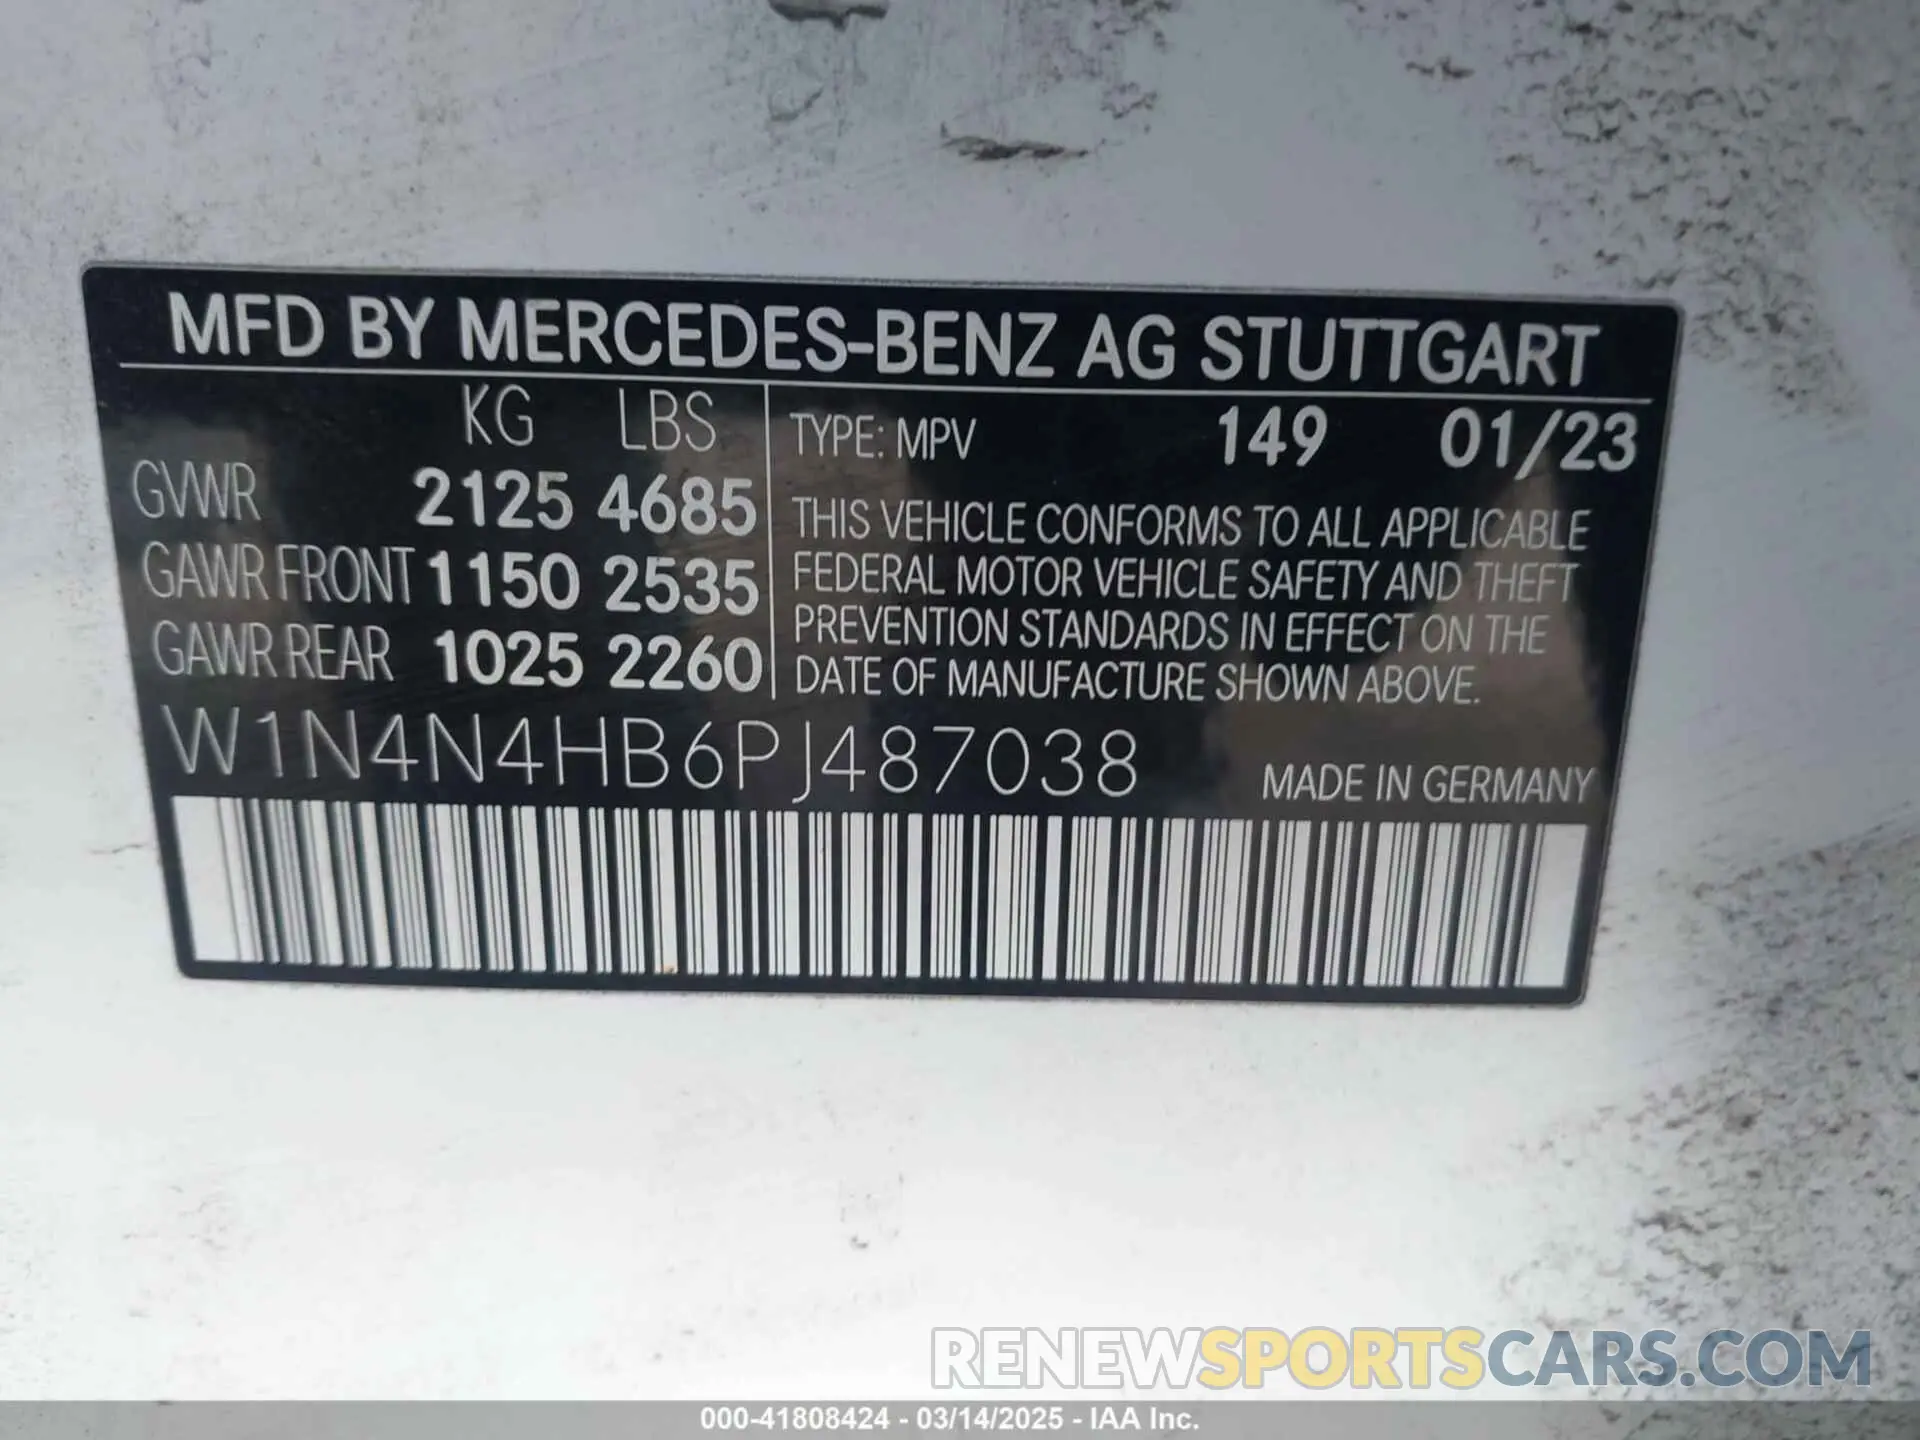 MFD BY MERCEDES-BENZ AG STUTTGART
KG LBS
GVWR 2125 4685
GAWR FRONT 1150 2535
GAWR REAR 1025 2260
TYPE: MPV 149 01/23
THIS VEHICLE CONFORMS TO ALL APPLICABLE
FEDERAL MOTOR VEHICLE SAFETY AND THEFT
PREVENTION STANDARDS IN EFFECT ON THE
DATE OF MANUFACTURE SHOWN ABOVE.
W1N4N4HB6PJ487038
MADE IN GERMANY
RENEWSPORTSCARS.COM
000-41808424 - 03/14/2025 - IAA Inc.